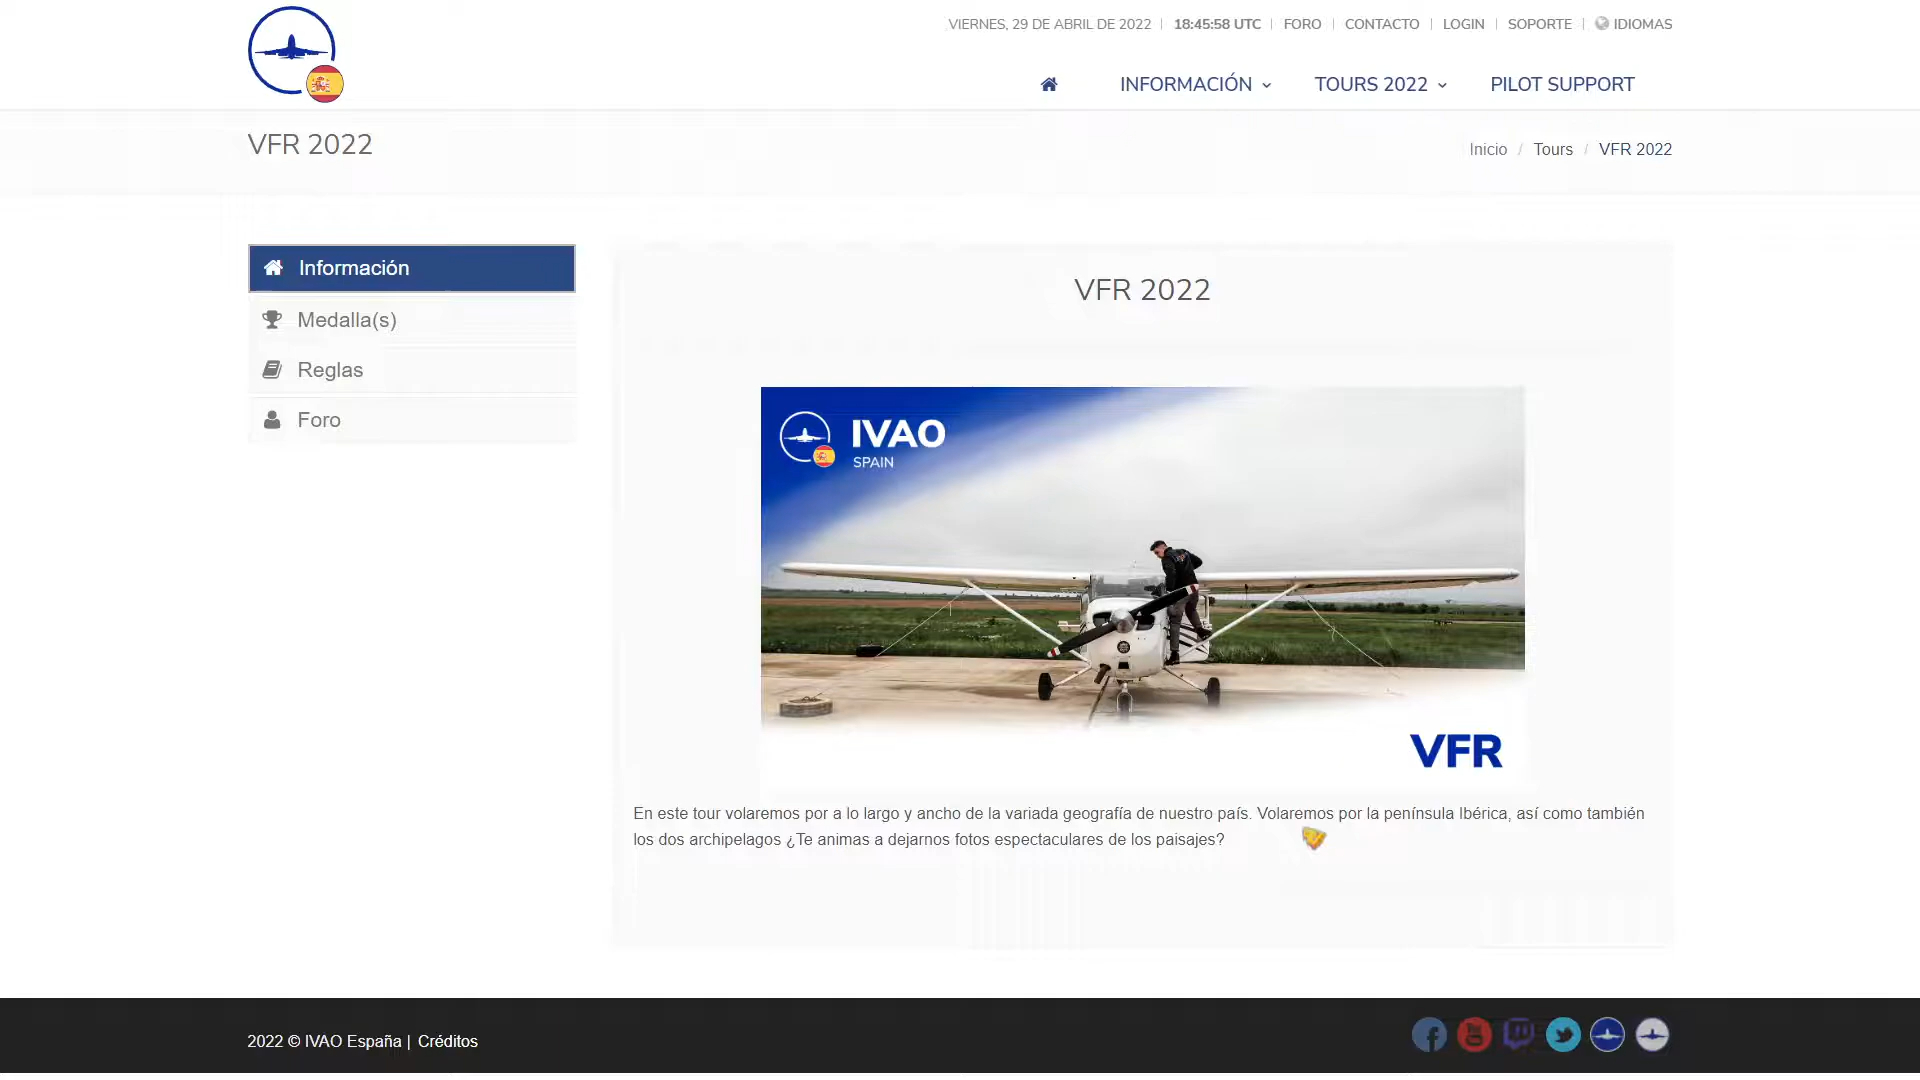 VIERNES, 29 DE ABRIL DE 2022 | 18:45:58 UTC | FORO | CONTACTO | LOGIN | SOPORTE | IDIOMAS
INFORMACIÓN TOURS 2022 PILOT SUPPORT
VFR 2022
Inicio / Tours / VFR 2022
Información
Medalla(s)
Reglas
Foro
VFR 2022
IVAO
SPAIN
VFR
En este tour volaremos por a lo largo y ancho de la variada geografía de nuestro país. Volaremos por la península Ibérica, así como también
los dos archipelagos ¿Te animas a dejarnos fotos espectaculares de los paisajes?
2022 © IVAO España | Créditos